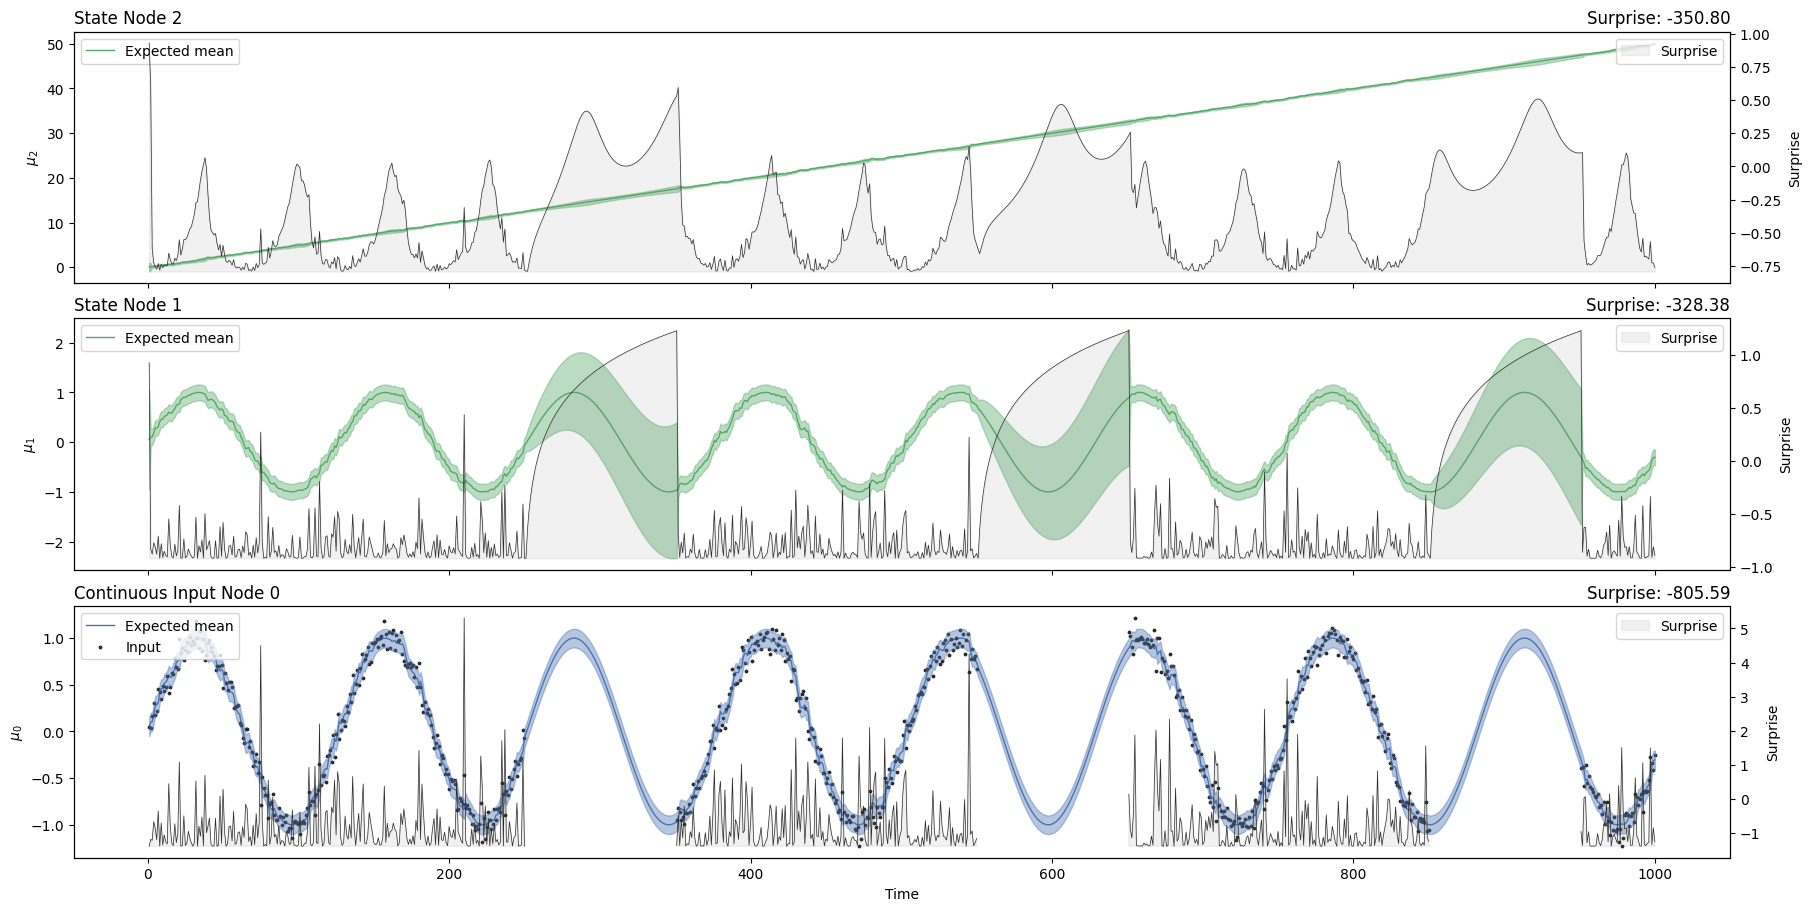 State Node 2
Surprise: -350.80
Expected mean
Surprise
50
40
30
20
10
0
μ2
1.00
0.75
0.50
0.25
0.00
−0.25
−0.50
−0.75
Surprise
State Node 1
Surprise: -328.38
Expected mean
Surprise
2
1
0
−1
−2
μ1
1.0
0.5
0.0
−0.5
−1.0
Surprise
Continuous Input Node 0
Surprise: -805.59
Expected mean
Input
Surprise
1.0
0.5
0.0
−0.5
−1.0
μ0
5
4
3
2
1
0
−1
Surprise
0 200 400 600 800 1000
Time